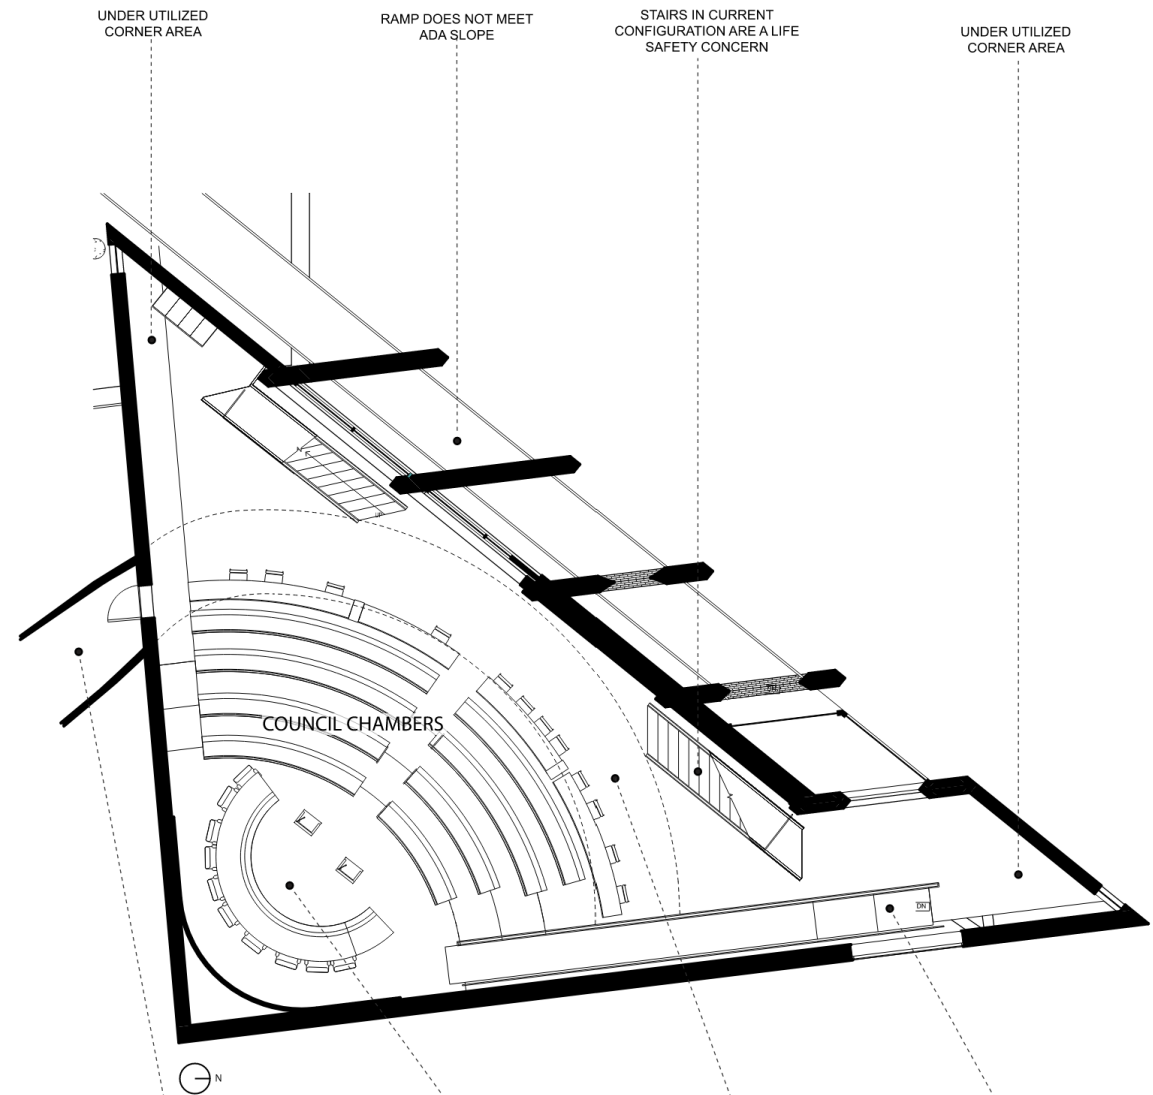 UNDER UTILIZED
CORNER AREA
RAMP DOES NOT MEET
ADA SLOPE
STAIRS IN CURRENT
CONFIGURATION ARE A LIFE
SAFETY CONCERN
UNDER UTILIZED
CORNER AREA
COUNCIL CHAMBERS
DN
N